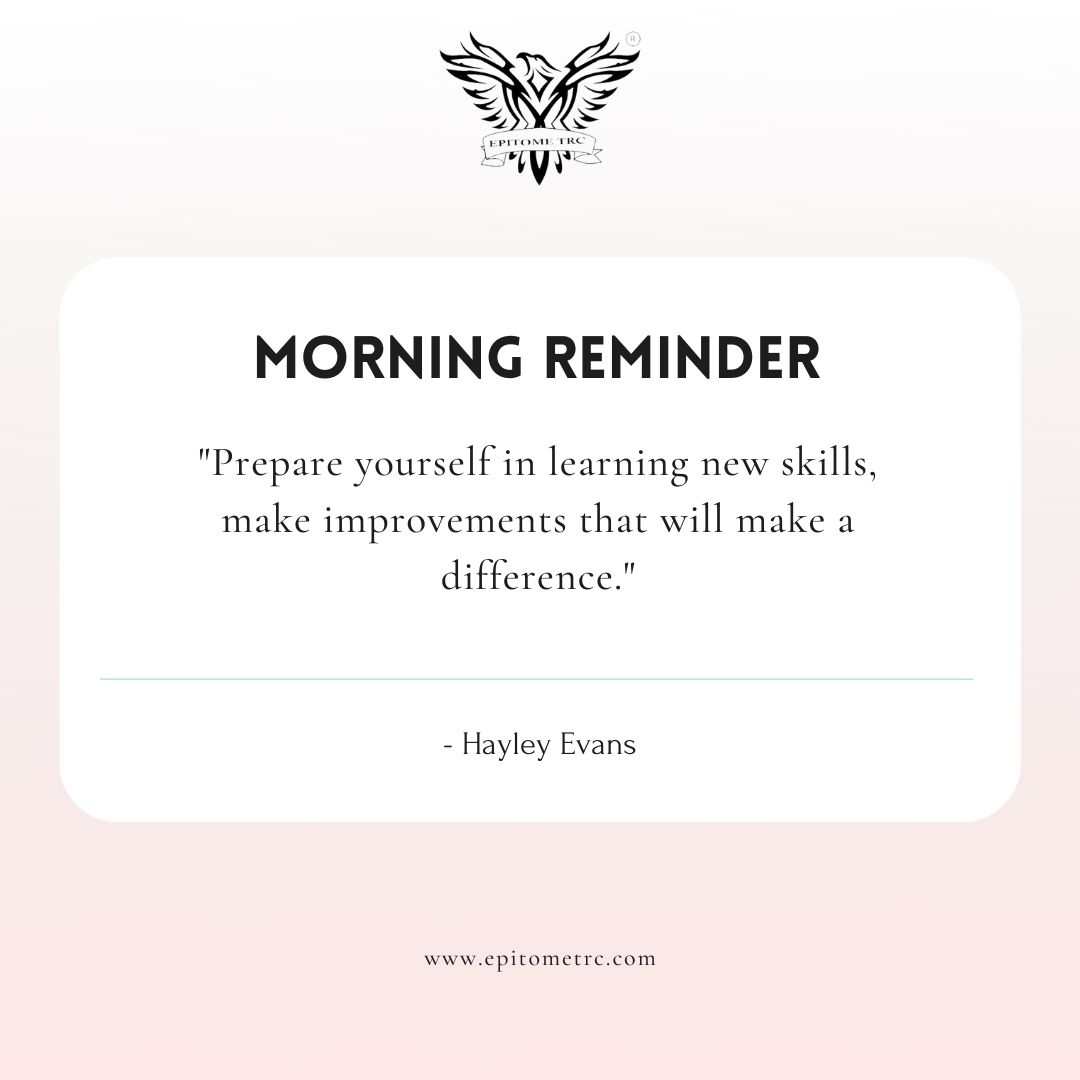 ®
EPITOME TRC
MORNING REMINDER
"Prepare yourself in learning new skills,
make improvements that will make a
difference."
- Hayley Evans
www.epitometrc.com